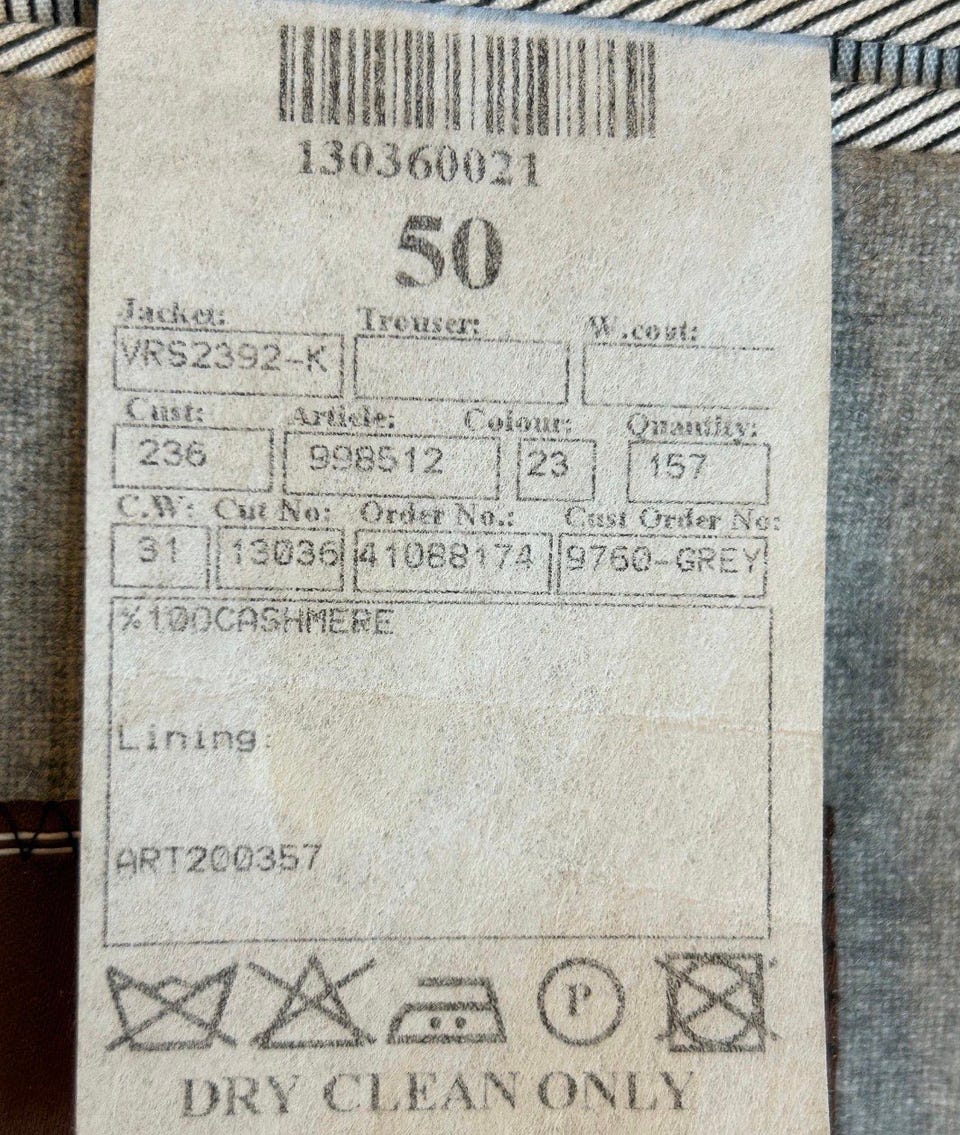 130360021
50
Jacket: Trouser: W.coat:
VRS2392-K
Cust: Article: Colour: Quantity:
236 998512 23 157
C.W: Cut No: Order No.: Cust Order No:
31 13036 41088174 9760-GREY
%100CASHMERE
Lining:
ART200357
P
DRY CLEAN ONLY